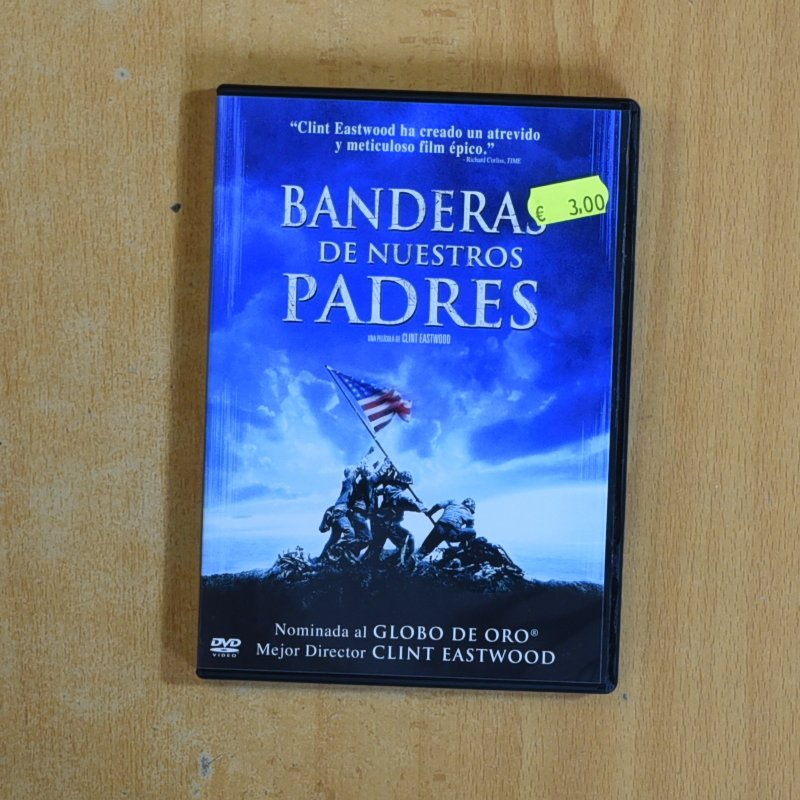 “Clint Eastwood ha creado un atrevido
y meticuloso film épico.”
- Richard Corliss, TIME
BANDERAS
€ 3,00
DE NUESTROS
PADRES
UNA PELÍCULA DE CLINT EASTWOOD
Nominada al GLOBO DE ORO®
Mejor Director CLINT EASTWOOD
DVD
VIDEO